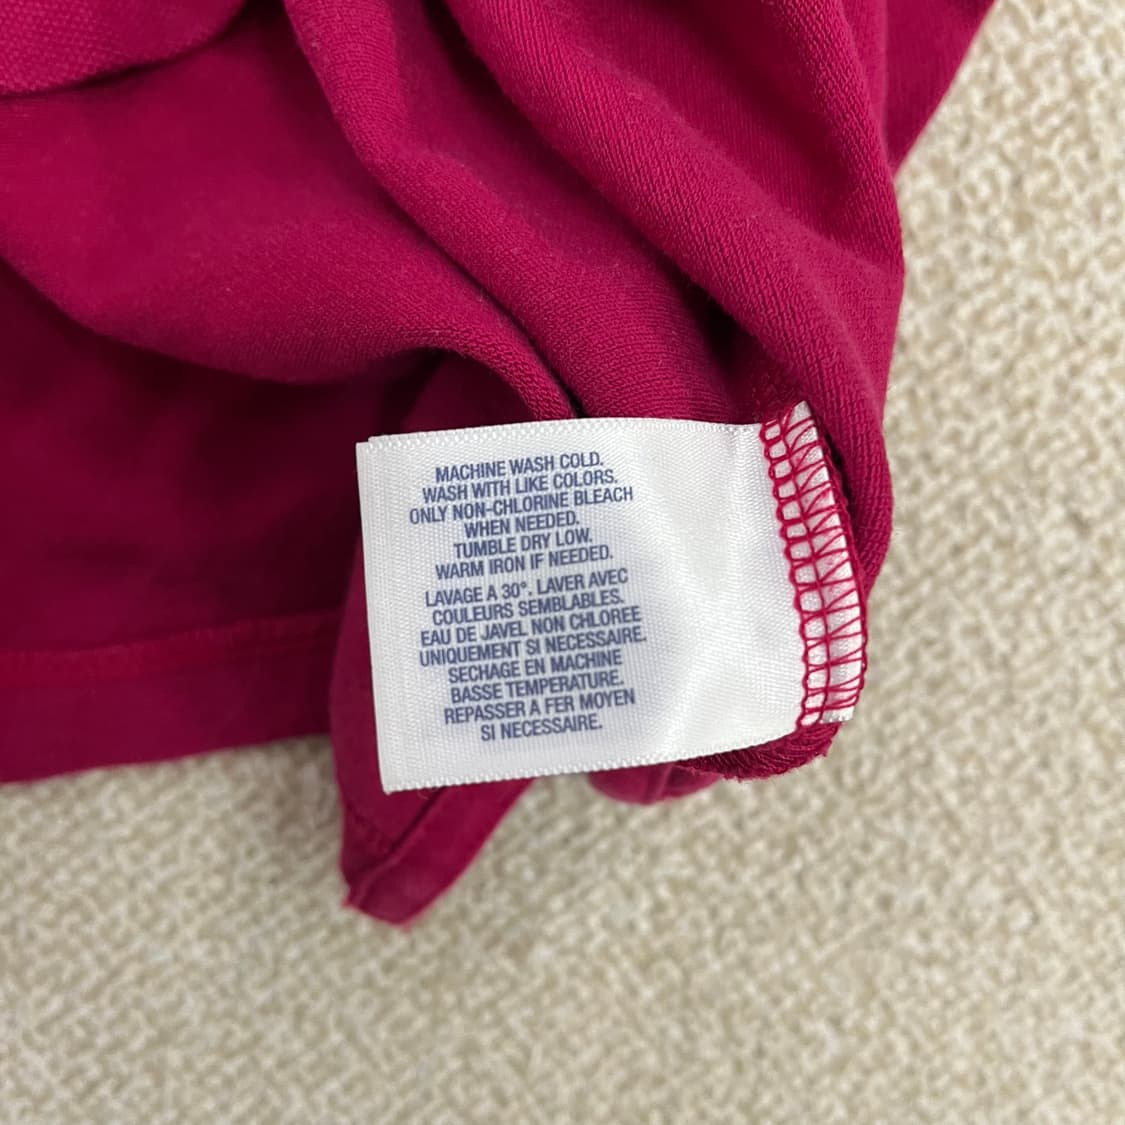 MACHINE WASH COLD.
WASH WITH LIKE COLORS.
ONLY NON-CHLORINE BLEACH
WHEN NEEDED.
TUMBLE DRY LOW.
WARM IRON IF NEEDED.
LAVAGE A 30°. LAVER AVEC
COULEURS SEMBLABLES.
EAU DE JAVEL NON CHLOREE
UNIQUEMENT SI NECESSAIRE.
SECHAGE EN MACHINE
BASSE TEMPERATURE.
REPASSER A FER MOYEN
SI NECESSAIRE.